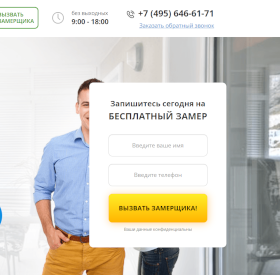 ВЫЗВАТЬ
ЗАМЕРЩИКА!
без выходных
9:00 - 18:00
+7 (495) 646-61-71
Заказать обратный звонок
Запишитесь сегодня на
БЕСПЛАТНЫЙ ЗАМЕР
Введите ваше имя
Введите телефон
ВЫЗВАТЬ ЗАМЕРЩИКА!
Ваши данные конфиденциальны